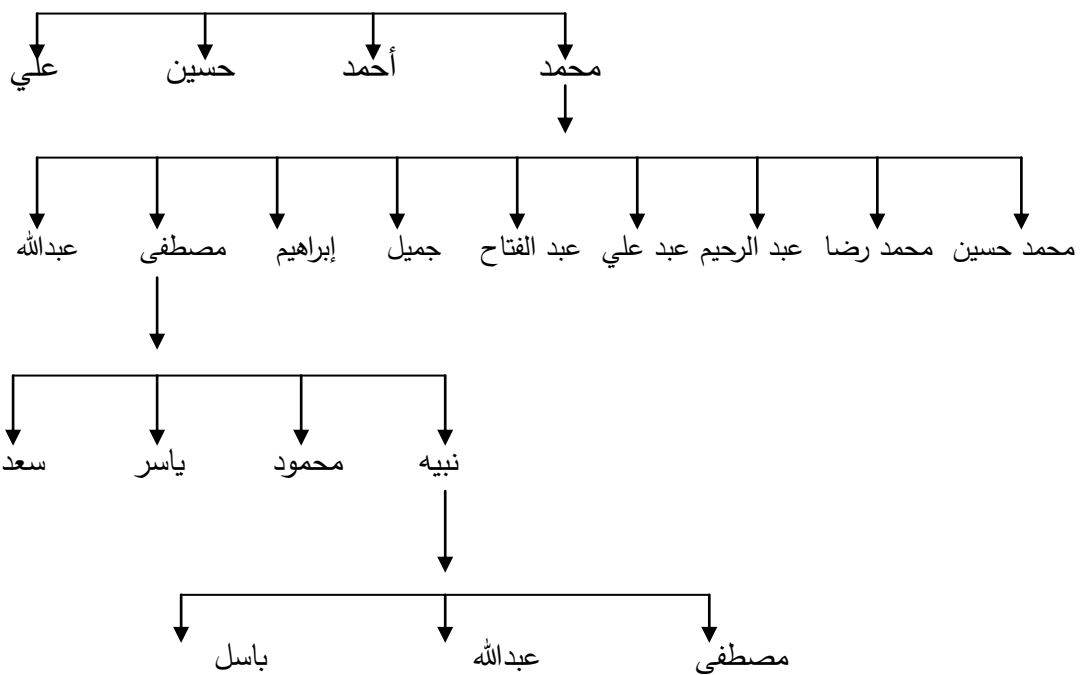 محمد أحمد حسين علي
محمد حسين محمد رضا عبد الرحيم عبد علي عبد الفتاح جميل إبراهيم مصطفى عبدالله
نبيه محمود ياسر سعد
مصطفى عبدالله باسل